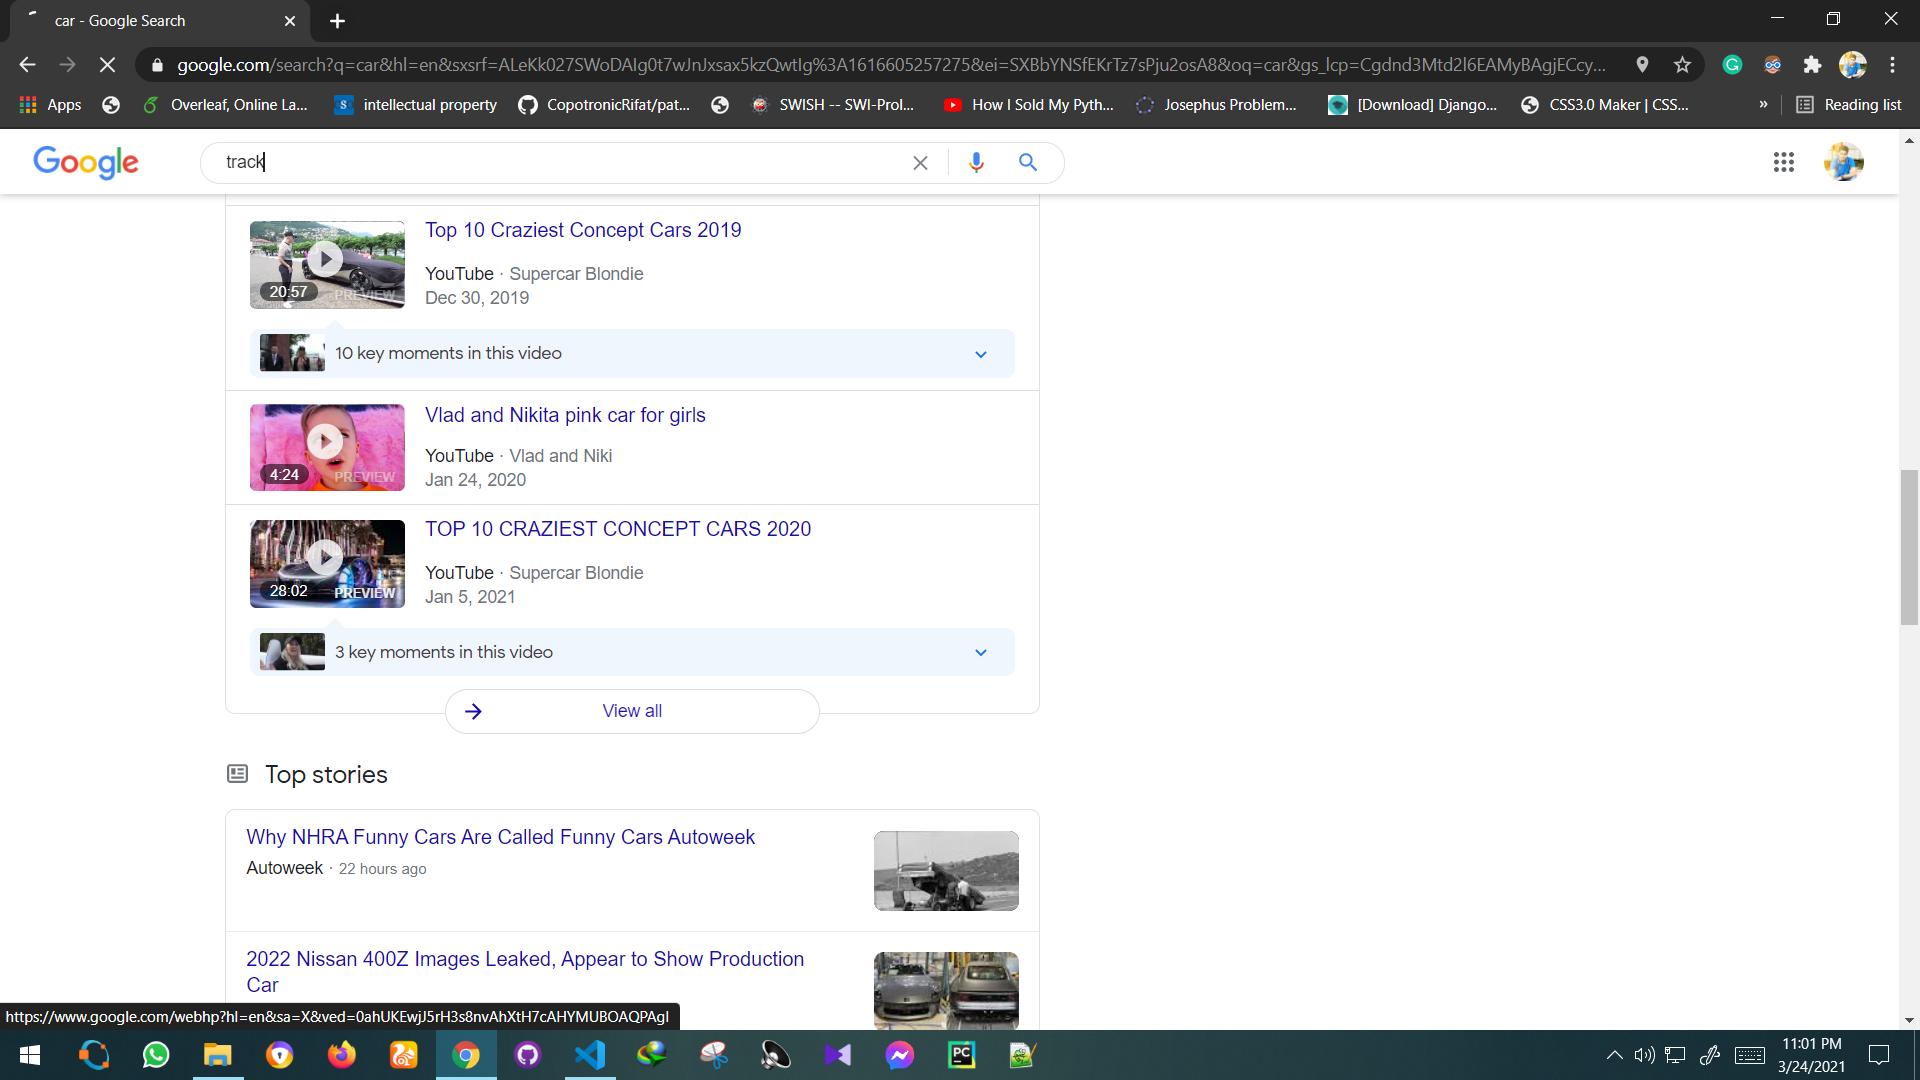 car - Google Search
google.com/search?q=car&hl=en&sxsrf=ALeKk027SWoDAlg0t7wJnJxsax5kzQwtIg%3A1616605257275&ei=SXBbYNSfEKrTz7sPju2osA8&oq=car&gs_lcp=Cgdnd3Mtd2l6EAMyBAgjECcy...
Apps
Overleaf, Online La...
S intellectual property
CopotronicRifat/pat...
SWISH -- SWI-Prol...
How I Sold My Pyth...
Josephus Problem...
[Download] Django...
CSS3.0 Maker | CSS...
»
Reading list
Google
track
Top 10 Craziest Concept Cars 2019
YouTube · Supercar Blondie
Dec 30, 2019
20:57 PREVIEW
10 key moments in this video
Vlad and Nikita pink car for girls
YouTube · Vlad and Niki
Jan 24, 2020
4:24 PREVIEW
TOP 10 CRAZIEST CONCEPT CARS 2020
YouTube · Supercar Blondie
Jan 5, 2021
28:02 PREVIEW
3 key moments in this video
View all
Top stories
Why NHRA Funny Cars Are Called Funny Cars Autoweek
Autoweek · 22 hours ago
2022 Nissan 400Z Images Leaked, Appear to Show Production
Car
https://www.google.com/webhp?hl=en&sa=X&ved=0ahUKEwjJ5rH3s8nvAhXtH7cAHYMUBOAQPAgI
PC
11:01 PM
3/24/2021